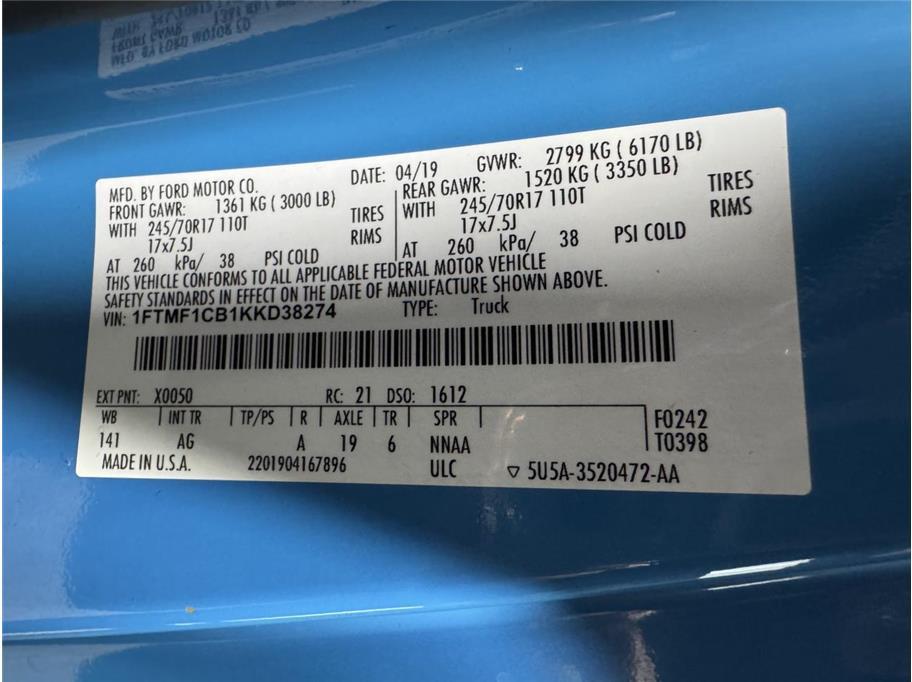 MFD. BY FORD MOTOR CO.
DATE: 04/19 GVWR: 2799 KG ( 6170 LB)
FRONT GAWR: 1361 KG ( 3000 LB)
WITH 245/70R17 110T TIRES
17x7.5J RIMS
AT 260 kPa/ 38 PSI COLD
REAR GAWR: 1520 KG ( 3350 LB)
WITH 245/70R17 110T TIRES
17x7.5J RIMS
AT 260 kPa/ 38 PSI COLD
THIS VEHICLE CONFORMS TO ALL APPLICABLE FEDERAL MOTOR VEHICLE
SAFETY STANDARDS IN EFFECT ON THE DATE OF MANUFACTURE SHOWN ABOVE.
VIN: 1FTMF1CB1KKD38274 TYPE: Truck
EXT PNT: X0050 RC: 21 DSO: 1612
WB INT TR TP/PS R AXLE TR SPR F0242
141 AG A 19 6 NNAA T0398
MADE IN U.S.A. 2201904167896 ULC ▽ 5U5A-3520472-AA